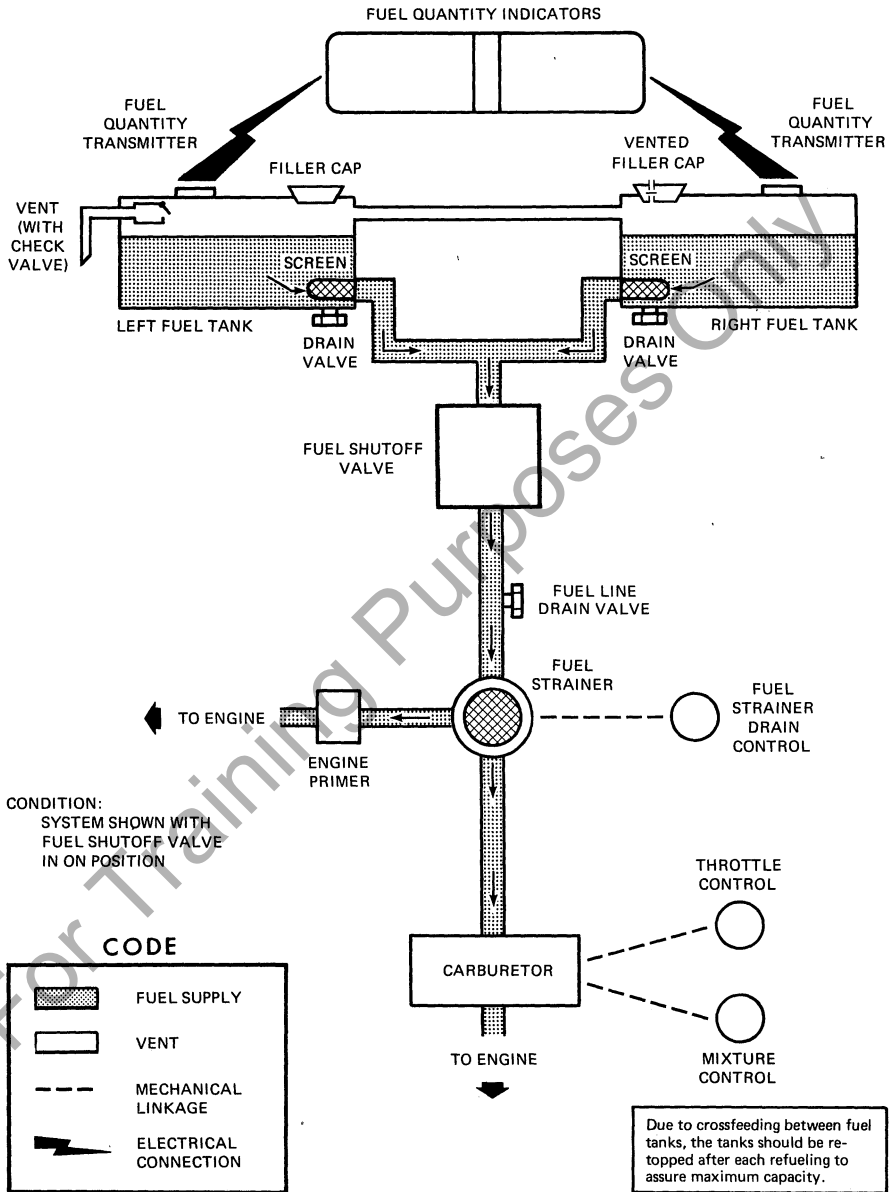 FUEL QUANTITY INDICATORS
FUEL
QUANTITY
TRANSMITTER
FUEL
QUANTITY
TRANSMITTER
FILLER CAP
VENTED
FILLER CAP
VENT
(WITH
CHECK
VALVE)
SCREEN
SCREEN
LEFT FUEL TANK
DRAIN
VALVE
DRAIN
VALVE
RIGHT FUEL TANK
FUEL SHUTOFF
VALVE
FUEL LINE
DRAIN VALVE
FUEL
STRAINER
FUEL
STRAINER
DRAIN
CONTROL
TO ENGINE
ENGINE
PRIMER
CONDITION:
SYSTEM SHOWN WITH
FUEL SHUTOFF VALVE
IN ON POSITION
THROTTLE
CONTROL
CARBURETOR
TO ENGINE
MIXTURE
CONTROL
CODE
FUEL SUPPLY
VENT
MECHANICAL
LINKAGE
ELECTRICAL
CONNECTION
Due to crossfeeding between fuel
tanks, the tanks should be re-
topped after each refueling to
assure maximum capacity.
For Training Purposes Only